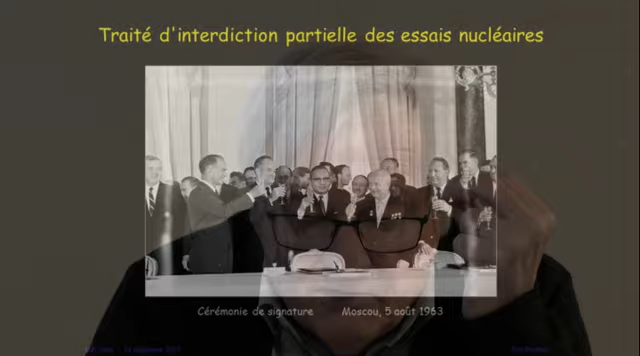 Traité d'interdiction partielle des essais nucléaires
Cérémonie de signature Moscou, 5 août 1963